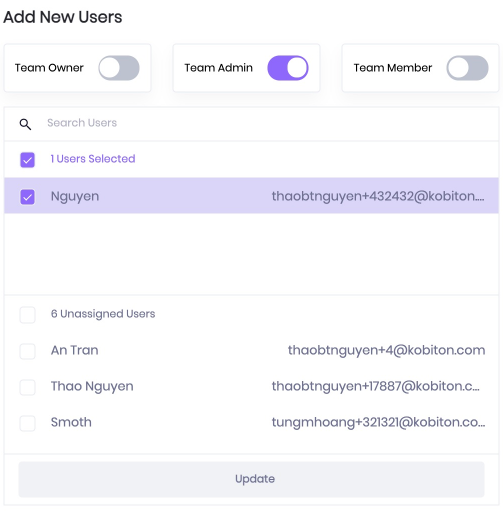 Add New Users
Team Owner
Team Admin
Team Member
Search Users
1 Users Selected
Nguyen thaobtnguyen+432432@kobiton....
6 Unassigned Users
An Tran thaobtnguyen+4@kobiton.com
Thao Nguyen thaobtnguyen+17887@kobiton.c...
Smoth tungmhoang+321321@kobiton.co...
Update